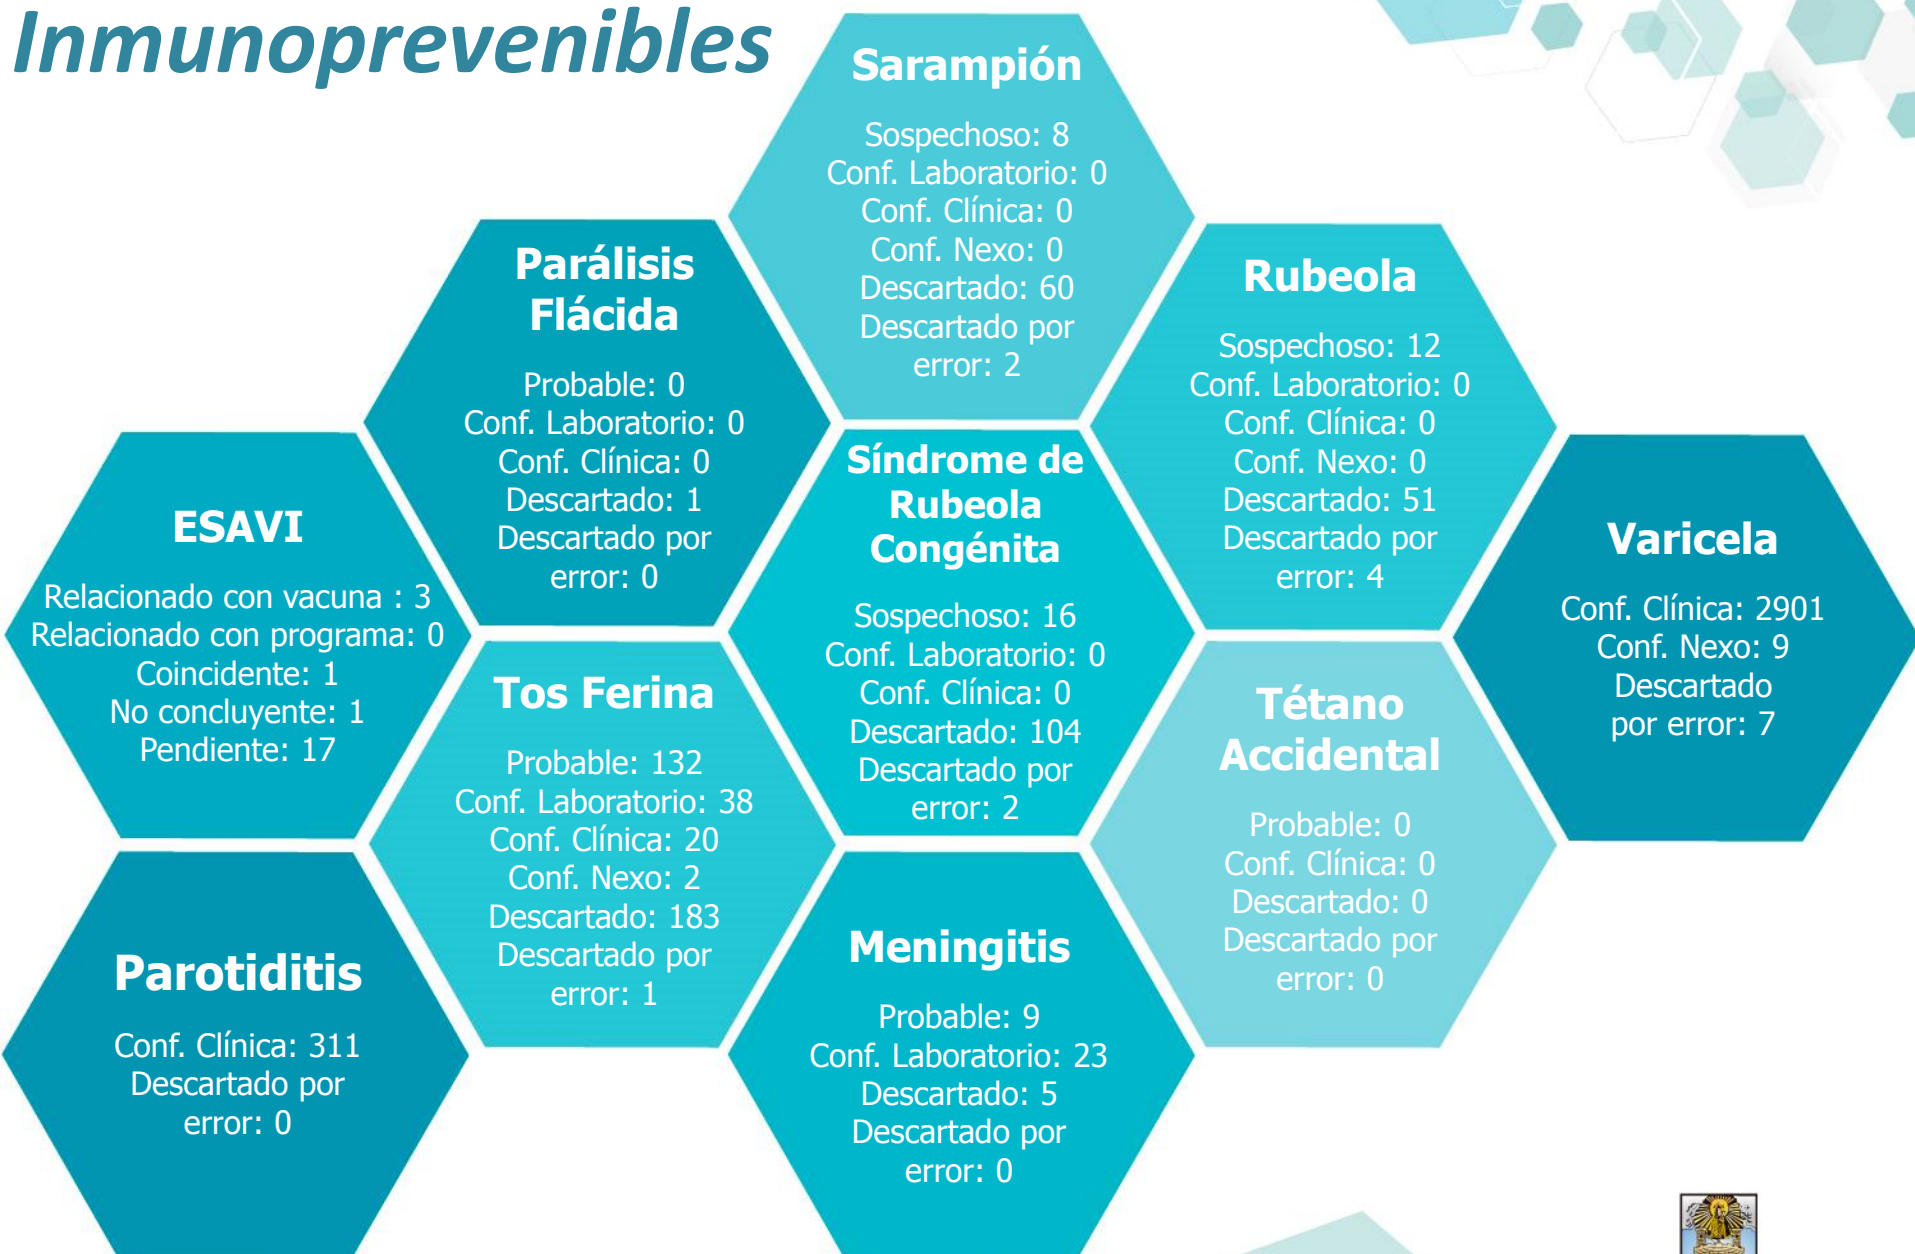 Inmunoprevenibles
Sarampión
Sospechoso: 8
Conf. Laboratorio: 0
Conf. Clínica: 0
Conf. Nexo: 0
Descartado: 60
Descartado por
error: 2
Parálisis
Flácida
Probable: 0
Conf. Laboratorio: 0
Conf. Clínica: 0
Descartado: 1
Descartado por
error: 0
Rubeola
Sospechoso: 12
Conf. Laboratorio: 0
Conf. Clínica: 0
Conf. Nexo: 0
Descartado: 51
Descartado por
error: 4
ESAVI
Relacionado con vacuna : 3
Relacionado con programa: 0
Coincidente: 1
No concluyente: 1
Pendiente: 17
Síndrome de
Rubeola
Congénita
Sospechoso: 16
Conf. Laboratorio: 0
Conf. Clínica: 0
Descartado: 104
Descartado por
error: 2
Varicela
Conf. Clínica: 2901
Conf. Nexo: 9
Descartado
por error: 7
Tos Ferina
Probable: 132
Conf. Laboratorio: 38
Conf. Clínica: 20
Conf. Nexo: 2
Descartado: 183
Descartado por
error: 1
Tétano
Accidental
Probable: 0
Conf. Clínica: 0
Descartado: 0
Descartado por
error: 0
Parotiditis
Conf. Clínica: 311
Descartado por
error: 0
Meningitis
Probable: 9
Conf. Laboratorio: 23
Descartado: 5
Descartado por
error: 0